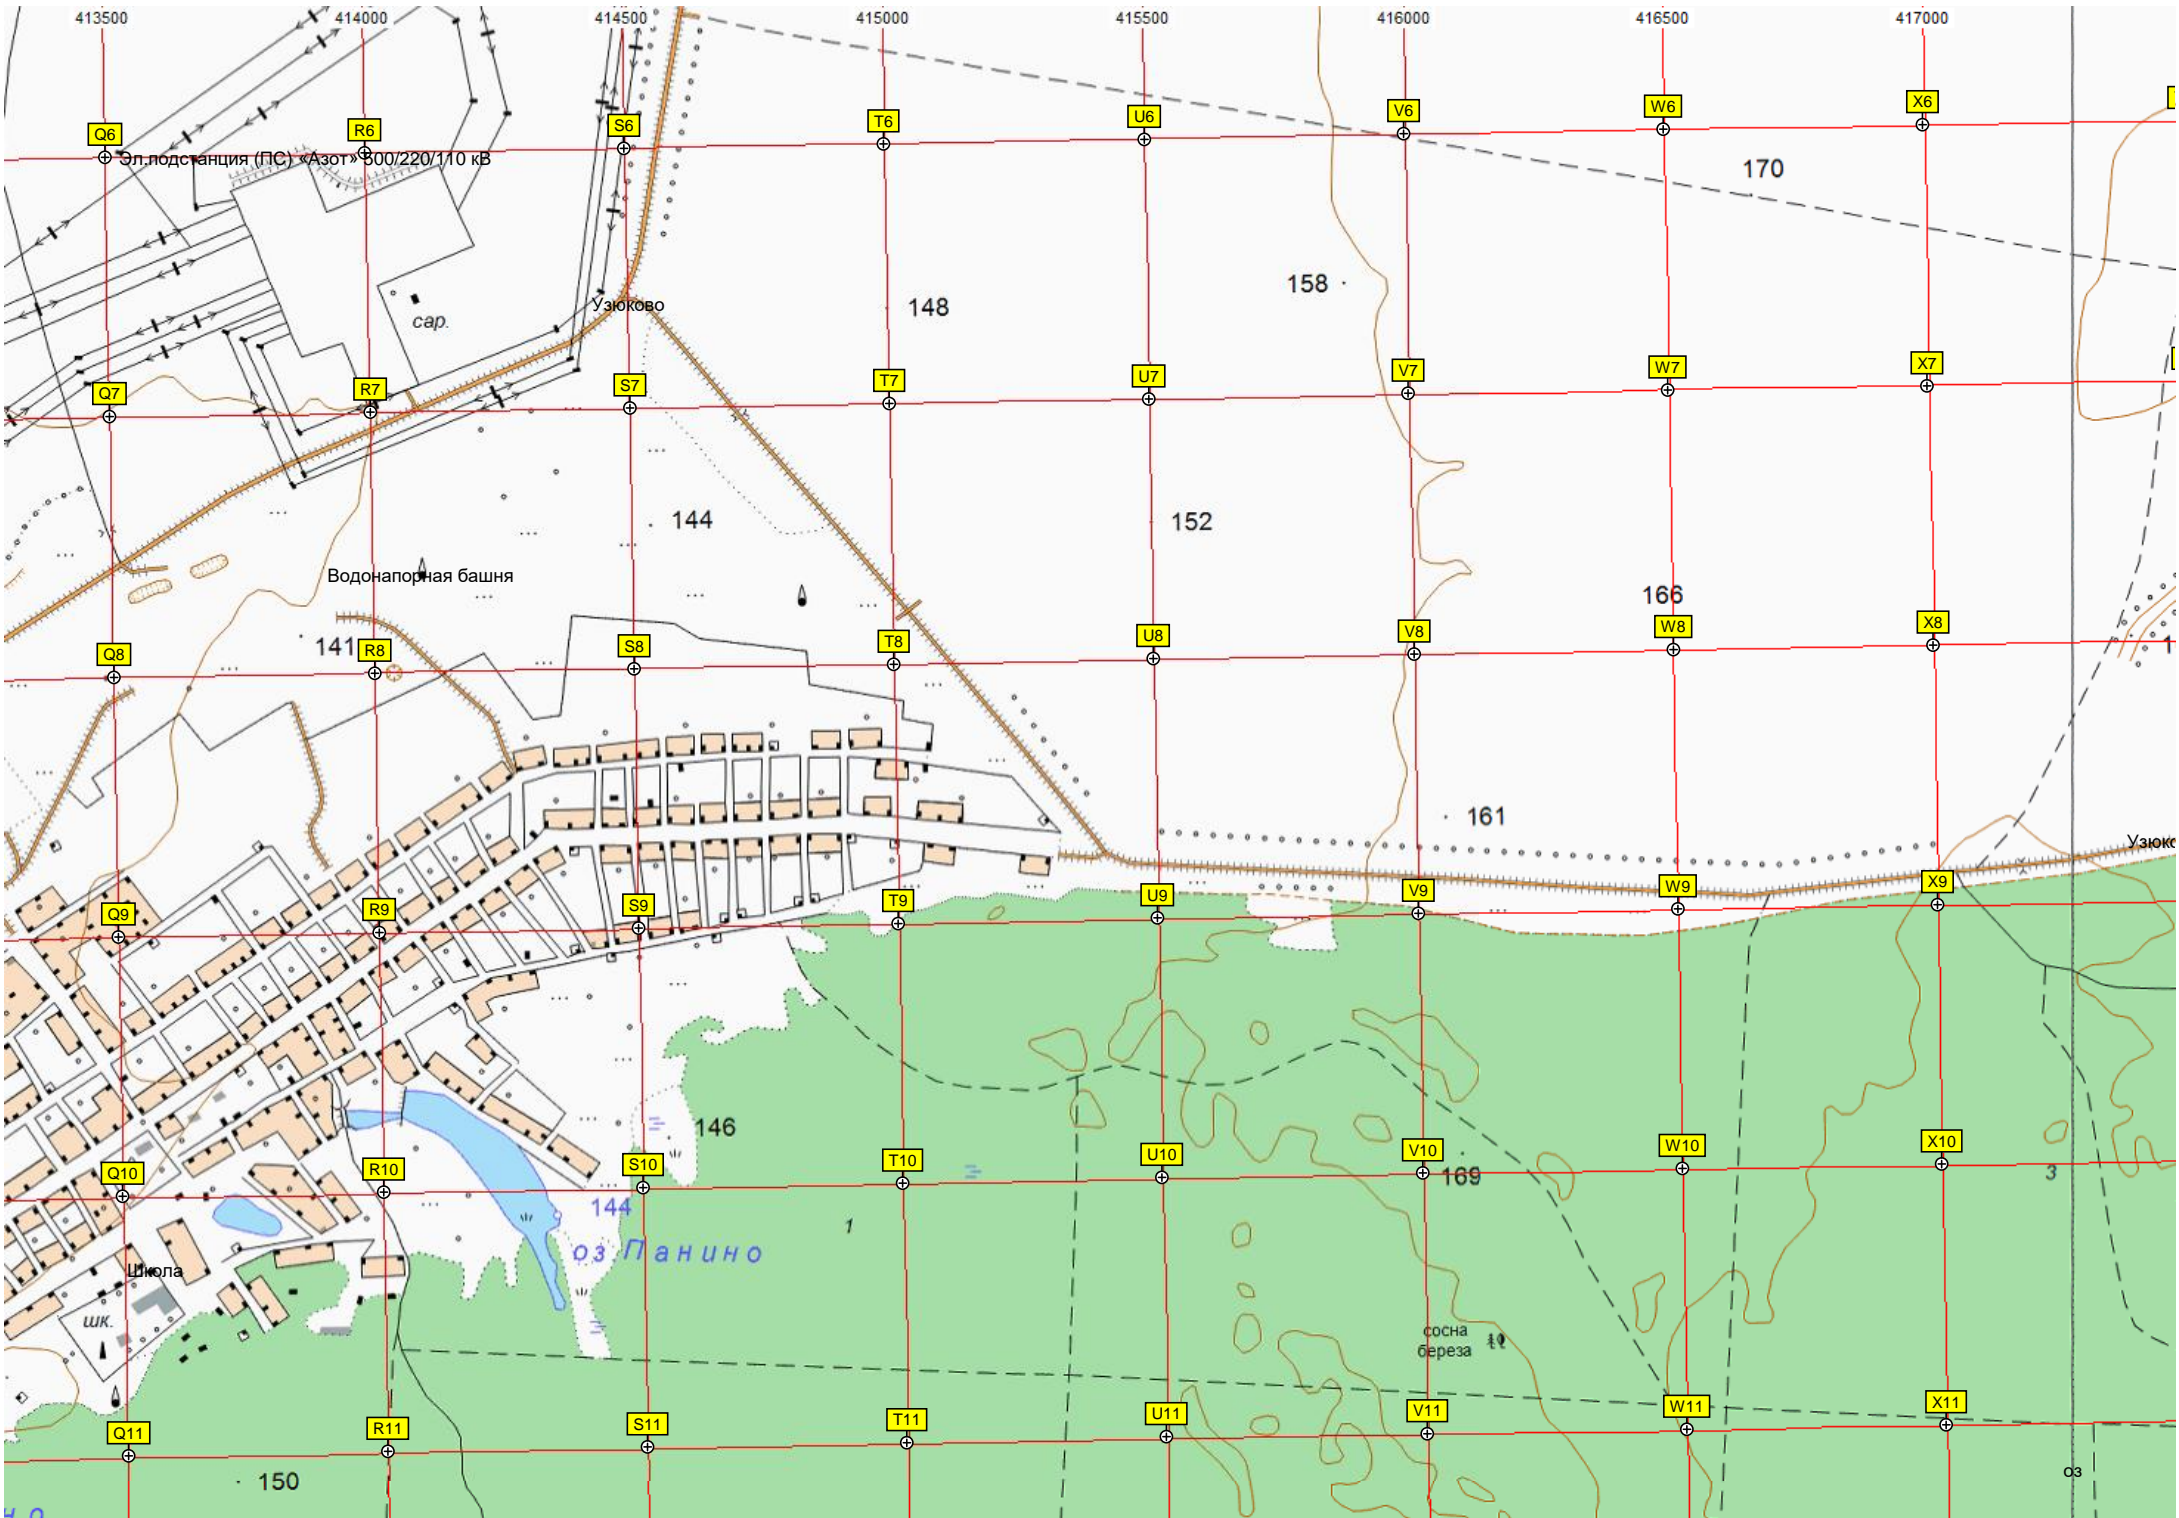 413500 414000 414500 415000 415500 416000 416500 417000
Q6 R6 S6 T6 U6 V6 W6 X6
Эл.подстанция (ПС) «Азот» 500/220/110 кВ
170
158
148
Узюково
сар.
Q7 R7 S7 T7 U7 V7 W7 X7
144
152
Водонапорная башня
166
141
Q8 R8 S8 T8 U8 V8 W8 X8
161
Узюко
Q9 R9 S9 T9 U9 V9 W9 X9
146
Q10 R10 S10 T10 U10 V10 W10 X10
169
3
144
1
оз Панино
Школа
шк.
сосна
береза
Q11 R11 S11 T11 U11 V11 W11 X11
150
оз
но